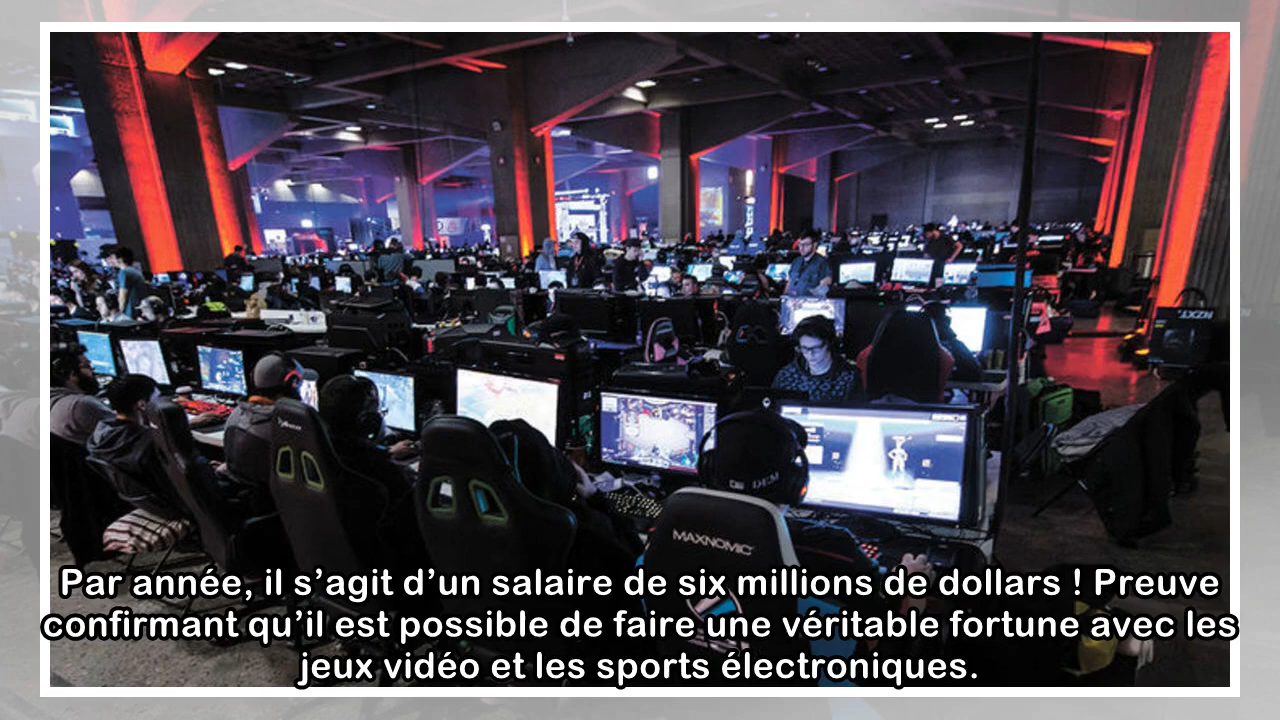 NZXT
MAXNOMIC
Par année, il s’agit d’un salaire de six millions de dollars ! Preuve
confirmant qu’il est possible de faire une véritable fortune avec les
jeux vidéo et les sports électroniques.